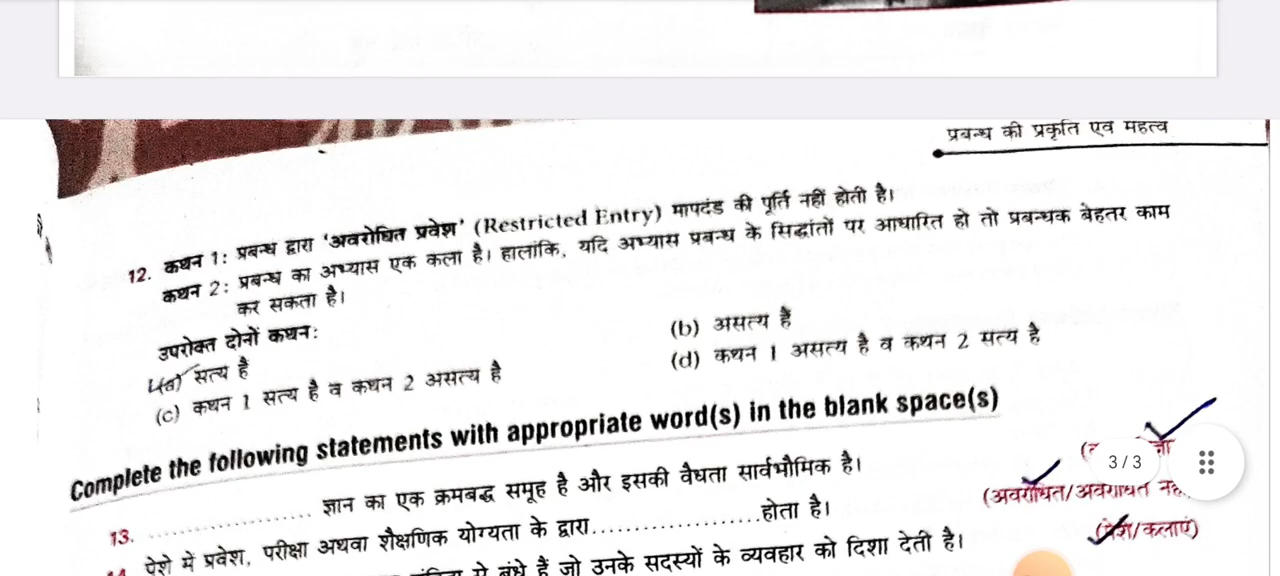 प्रबन्ध की प्रकृति एवं महत्व
12. कथन 1: प्रबन्ध द्वारा ‘अवरोधित प्रवेश’ (Restricted Entry) मापदंड की पूर्ति नहीं होती है।
कथन 2: प्रबन्ध का अभ्यास एक कला है। हालांकि, यदि अभ्यास प्रबन्ध के सिद्धांतों पर आधारित हो तो प्रबन्धक बेहतर काम
कर सकता है।
उपरोक्त दोनों कथन:
(a) सत्य है
(b) असत्य है
(c) कथन 1 सत्य है व कथन 2 असत्य है
(d) कथन 1 असत्य है व कथन 2 सत्य है
Complete the following statements with appropriate word(s) in the blank space(s)
13. .................... ज्ञान का एक क्रमबद्ध समूह है और इसकी वैधता सार्वभौमिक है।
3/3
पेशे में प्रवेश, परीक्षा अथवा शैक्षणिक योग्यता के द्वारा....................होता है। (अवरोधित/
से बंधे हैं जो उनके सदस्यों के व्यवहार को दिशा देती है। (पेशे/कलाएं)